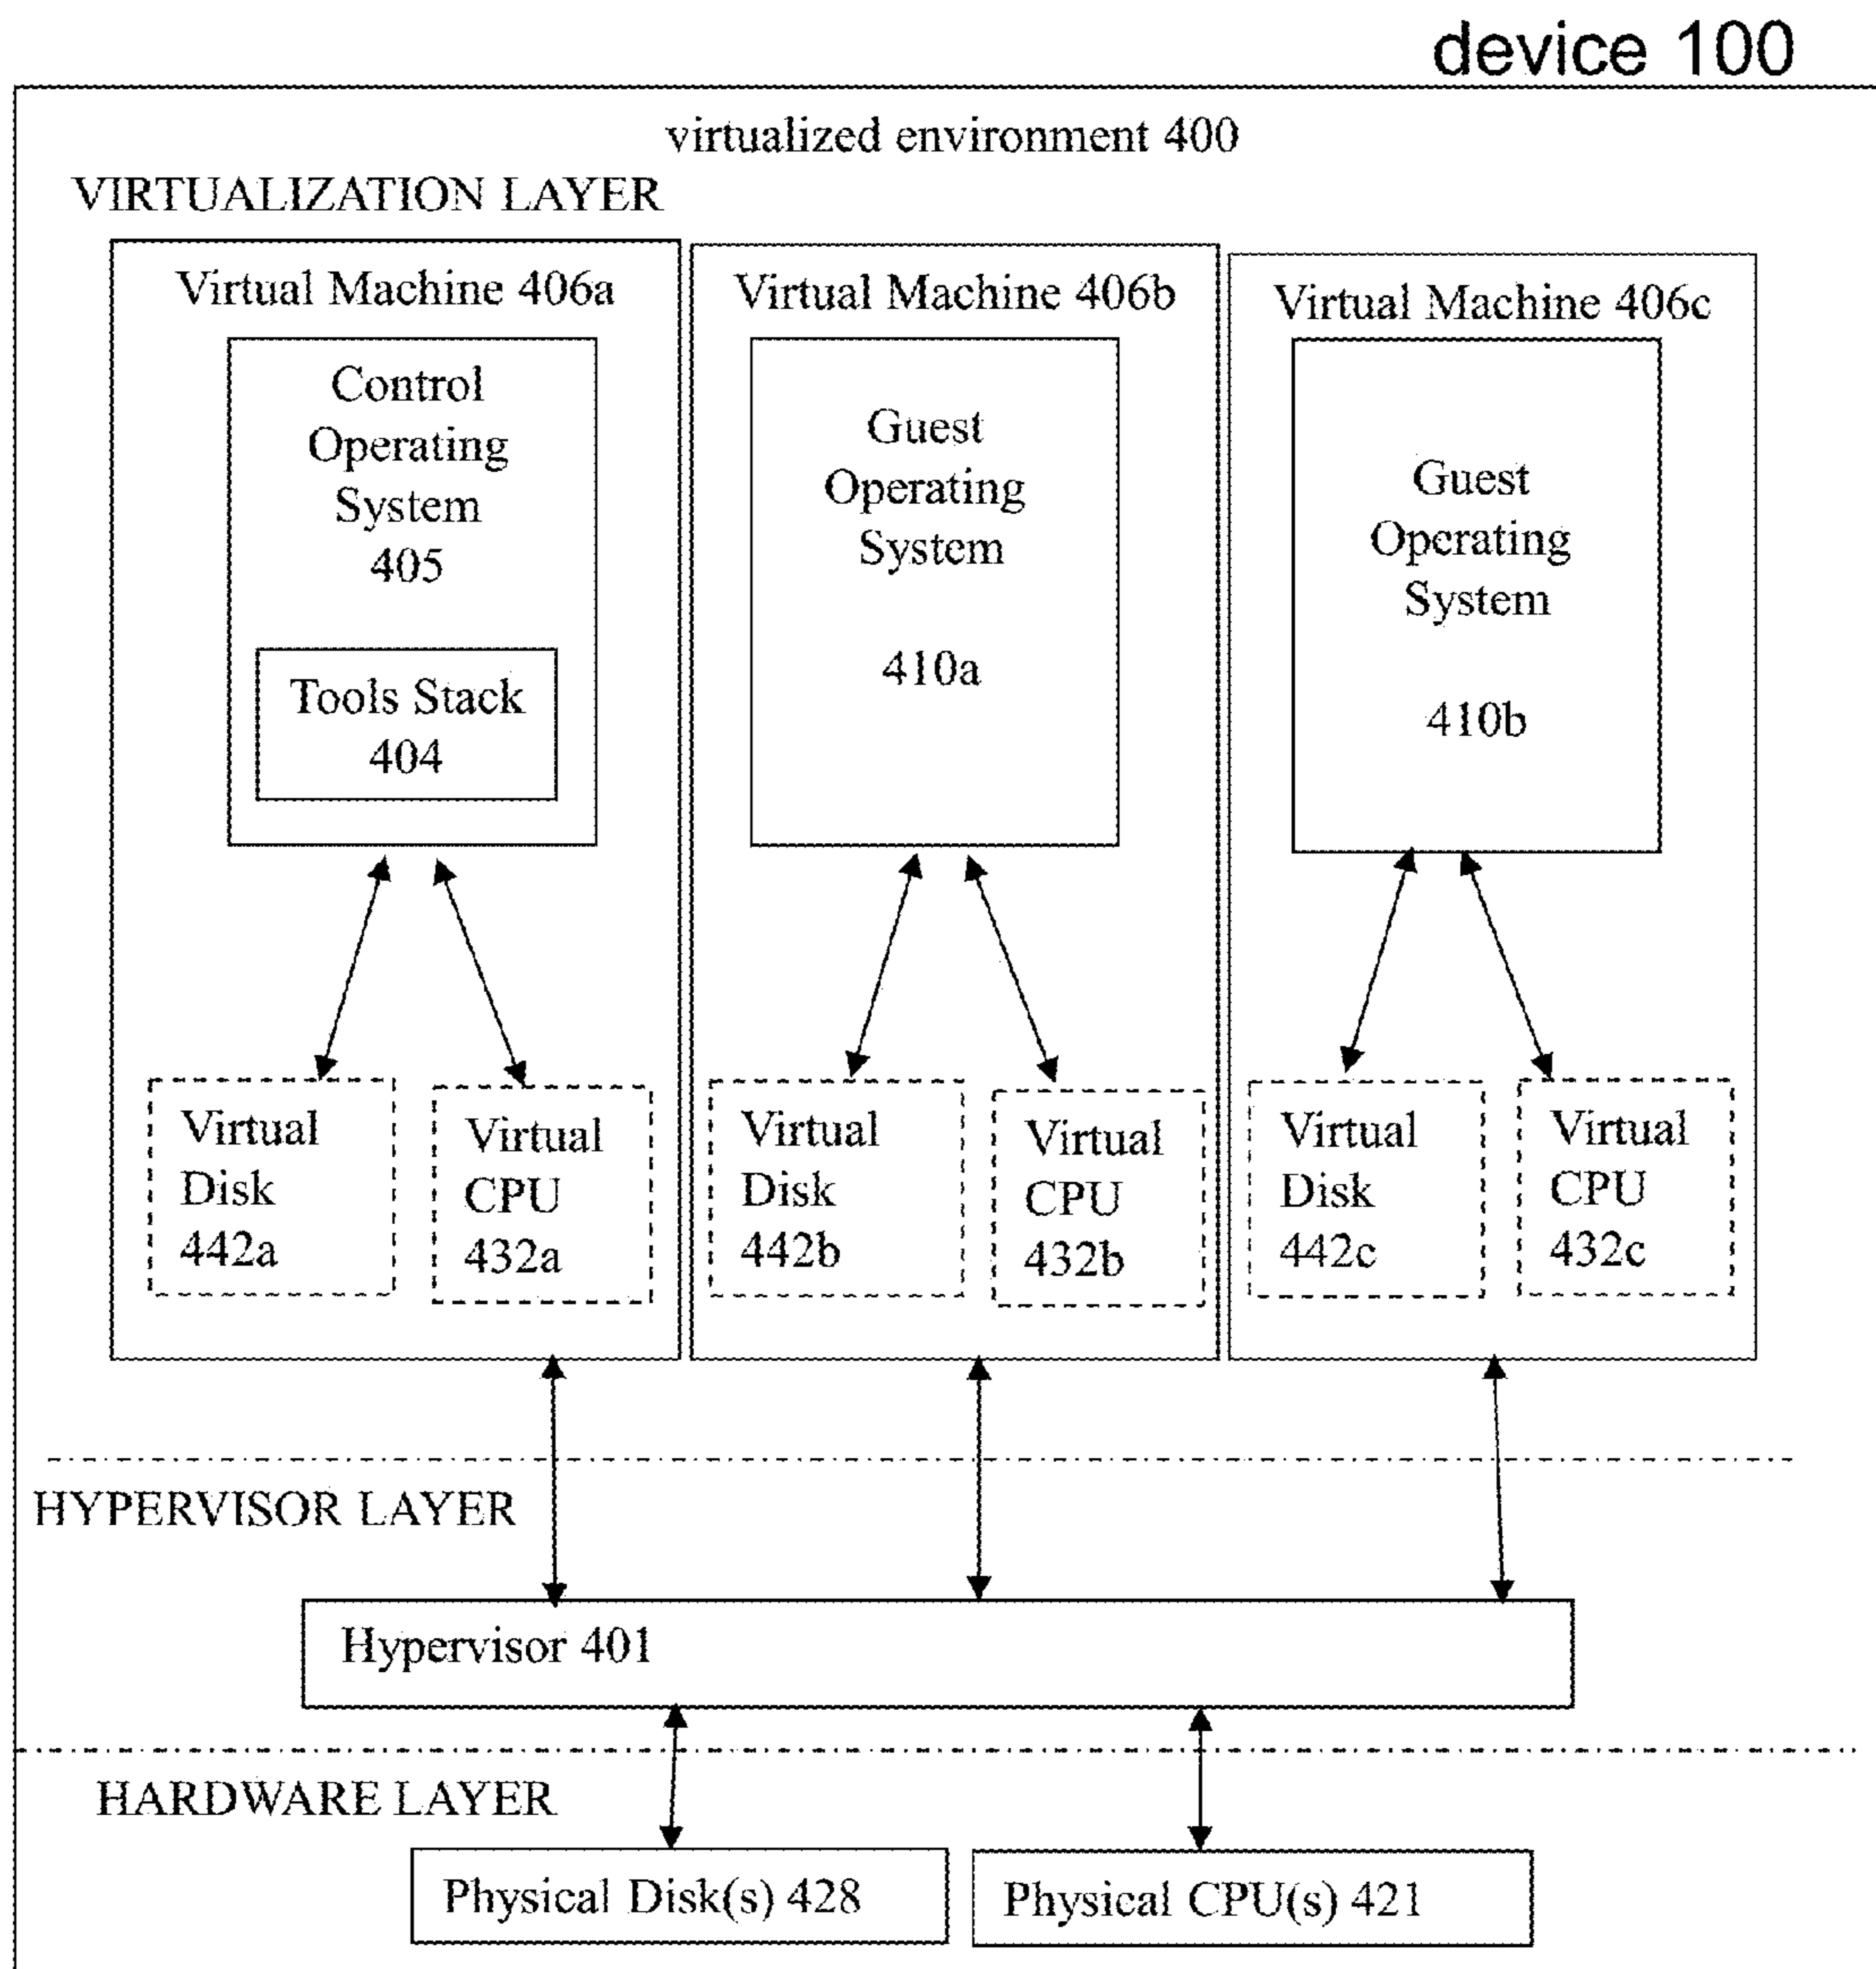 device 100
virtualized environment 400
VIRTUALIZATION LAYER
Virtual Machine 406a
Control
Operating
System
405
Tools Stack
404
Virtual
Disk
442a
Virtual
CPU
432a
Virtual Machine 406b
Guest
Operating
System
410a
Virtual
Disk
442b
Virtual
CPU
432b
Virtual Machine 406c
Guest
Operating
System
410b
Virtual
Disk
442c
Virtual
CPU
432c
HYPERVISOR LAYER
Hypervisor 401
HARDWARE LAYER
Physical Disk(s) 428
Physical CPU(s) 421